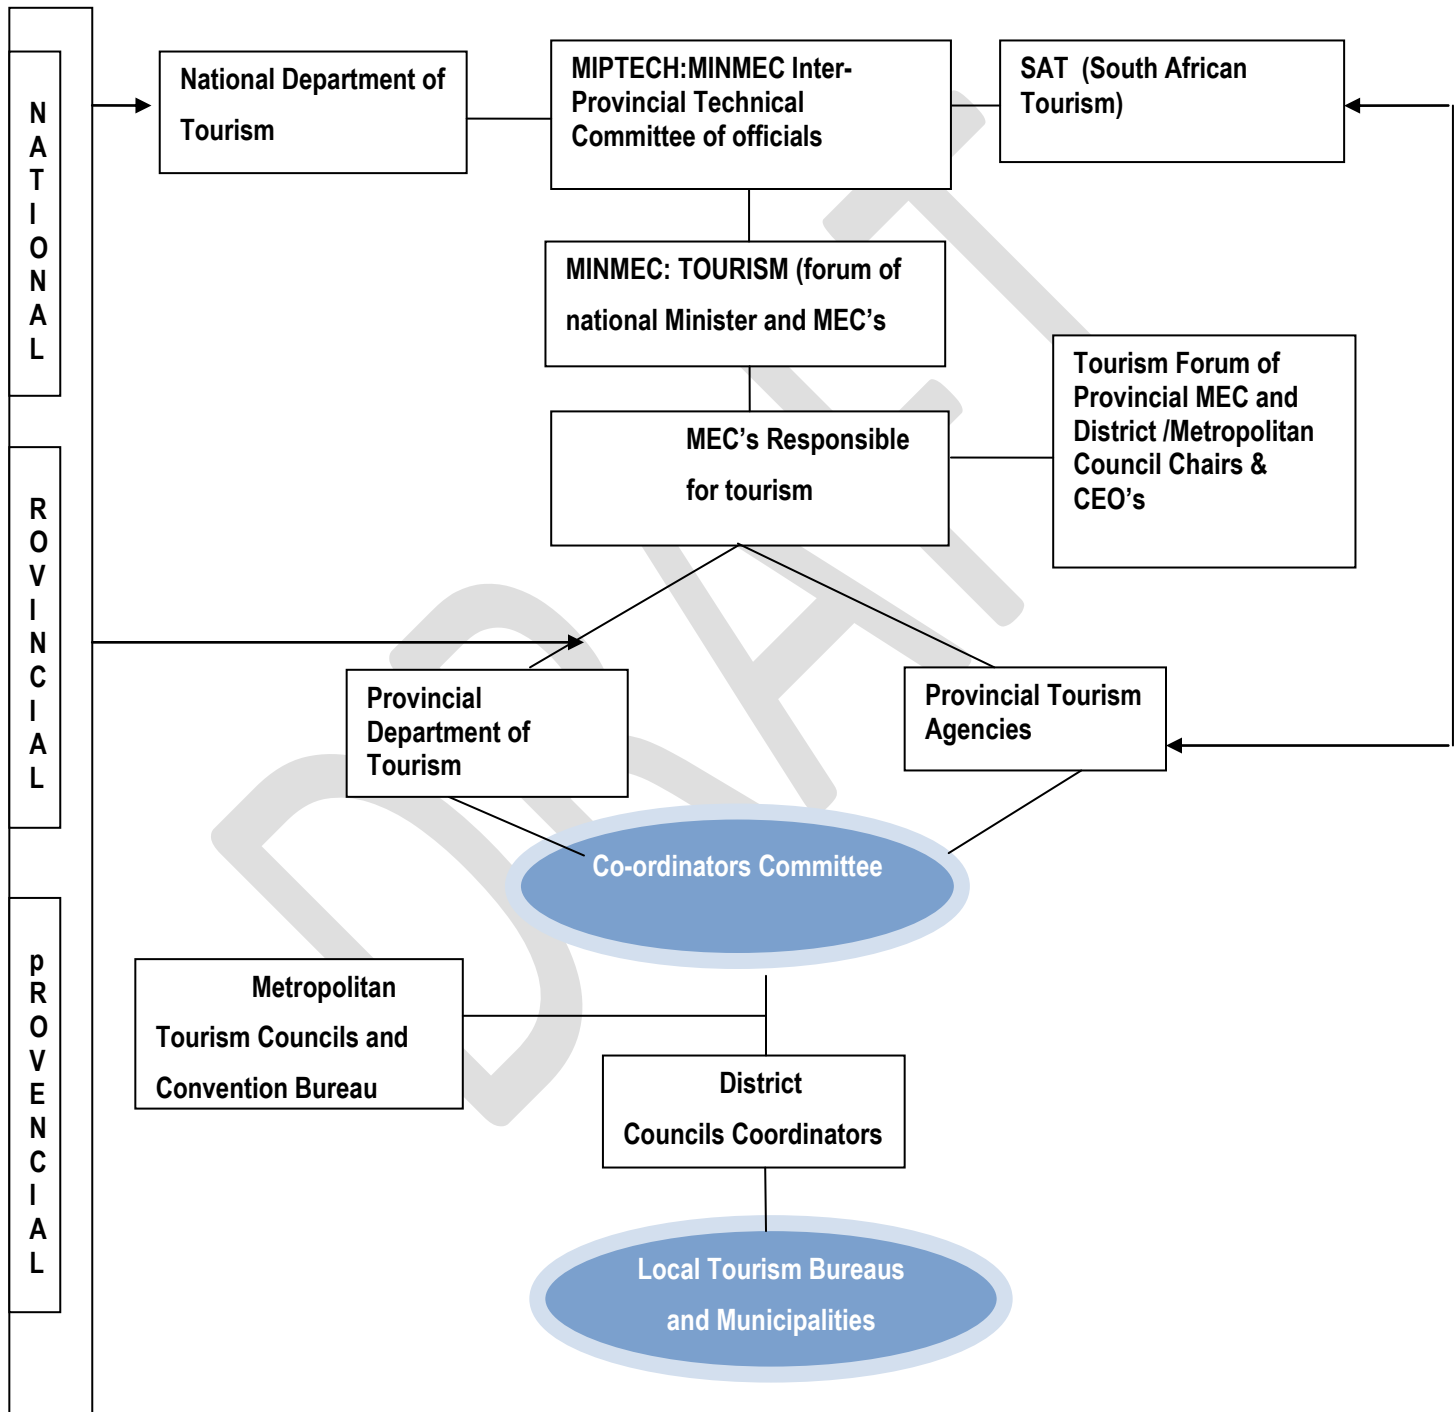 NATIONAL
National Department of
Tourism
MIPTECH:MINMEC Inter-
Provincial Technical
Committee of officials
SAT (South African
Tourism)
MINMEC: TOURISM (forum of
national Minister and MEC's
Tourism Forum of
Provincial MEC and
District /Metropolitan
Council Chairs &
CEO's
MEC's Responsible
for tourism
ROVINCIAL
Provincial
Department of
Tourism
Provincial Tourism
Agencies
Co-ordinators Committee
pROVENCIAL
Metropolitan
Tourism Councils and
Convention Bureau
District
Councils Coordinators
Local Tourism Bureaus
and Municipalities
DRAFT